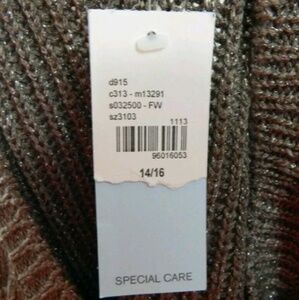 d915
c313 - m13291
s032500 - FW
sz3103
1113
96016053
14/16
SPECIAL CARE